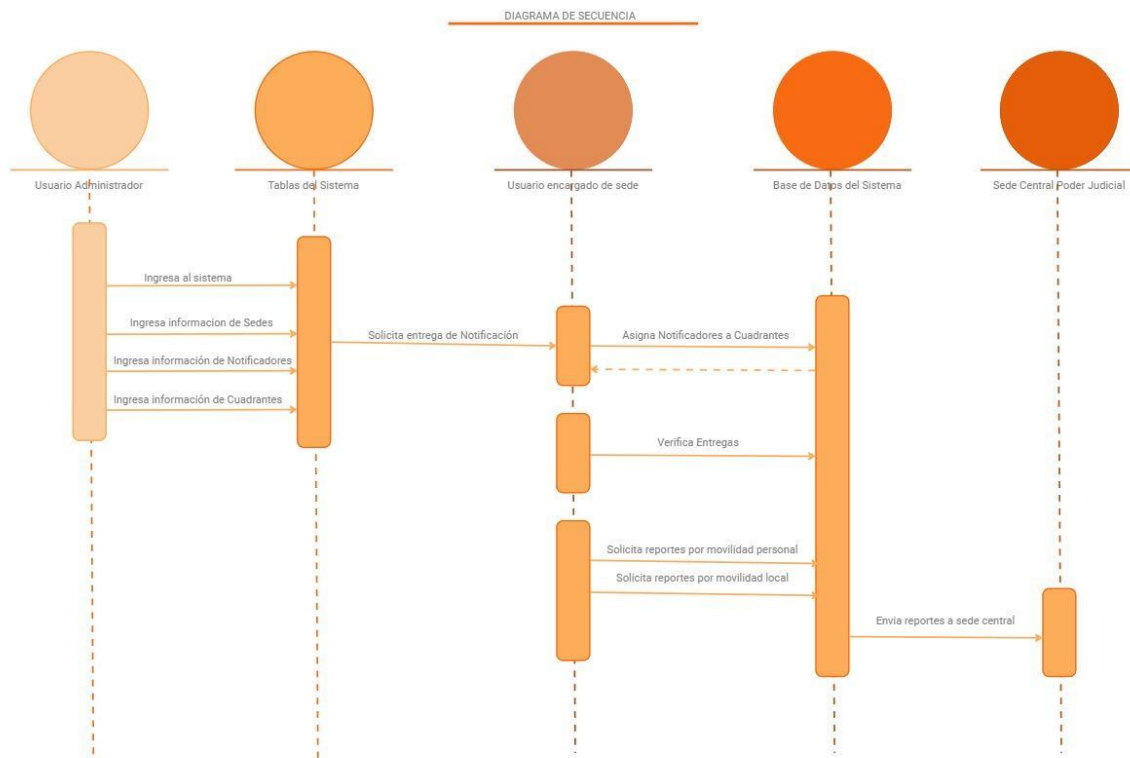 DIAGRAMA DE SECUENCIA
Usuario Administrador
Tablas del Sistema
Usuario encargado de sede
Base de Datos del Sistema
Sede Central Poder Judicial
Ingresa al sistema
Ingresa informacion de Sedes
Solicita entrega de Notificación
Asigna Notificadores a Cuadrantes
Ingresa información de Notificadores
Ingresa información de Cuadrantes
Verifica Entregas
Solicita reportes por movilidad personal
Solicita reportes por movilidad local
Envia reportes a sede central